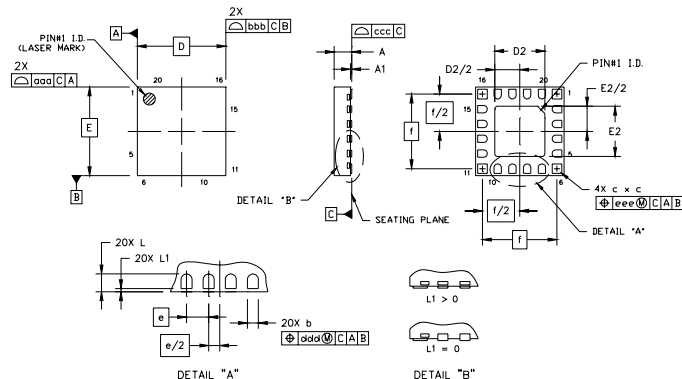 2X
⌓ bbb C B
PIN#1 I.D.
(LASER MARK)
A
D
2X
⌓ aaa C A
20
16
1
15
E
5
11
6
10
B
⌓ ccc C
A
A1
DETAIL "B"
C
SEATING PLANE
D2
D2/2
PIN#1 I.D.
16
20
1
15
E2/2
f/2
f
E2
5
11
10
6
4X c x c
⌖ eee Ⓜ C A B
f/2
f
DETAIL "A"
20X L
20X L1
e
e/2
20X b
⌖ ddd Ⓜ C A B
DETAIL "A"
L1 > 0
L1 = 0
DETAIL "B"